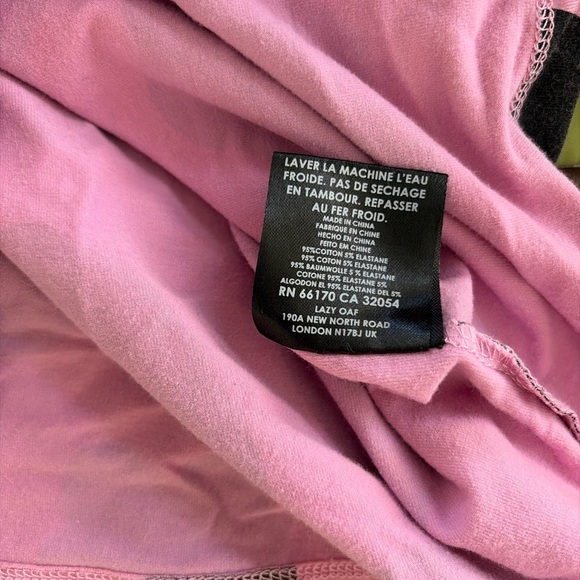 LAVER LA MACHINE L'EAU
FROIDE. PAS DE SECHAGE
EN TAMBOUR. REPASSER
AU FER FROID.
MADE IN CHINA
FABRIQUE EN CHINE
HECHO EN CHINA
FEITO EM CHINE
95%COTTON 5% ELASTANE
95% COTON 5% ELASTANE
95% BAUMWOLLE 5 % ELASTANE
COTONE 95% ELASTANE 5%
ALGODON EL 95% ELASTANE DEL 5%
RN 66170 CA 32054
LAZY OAF
190A NEW NORTH ROAD
LONDON N17BJ UK